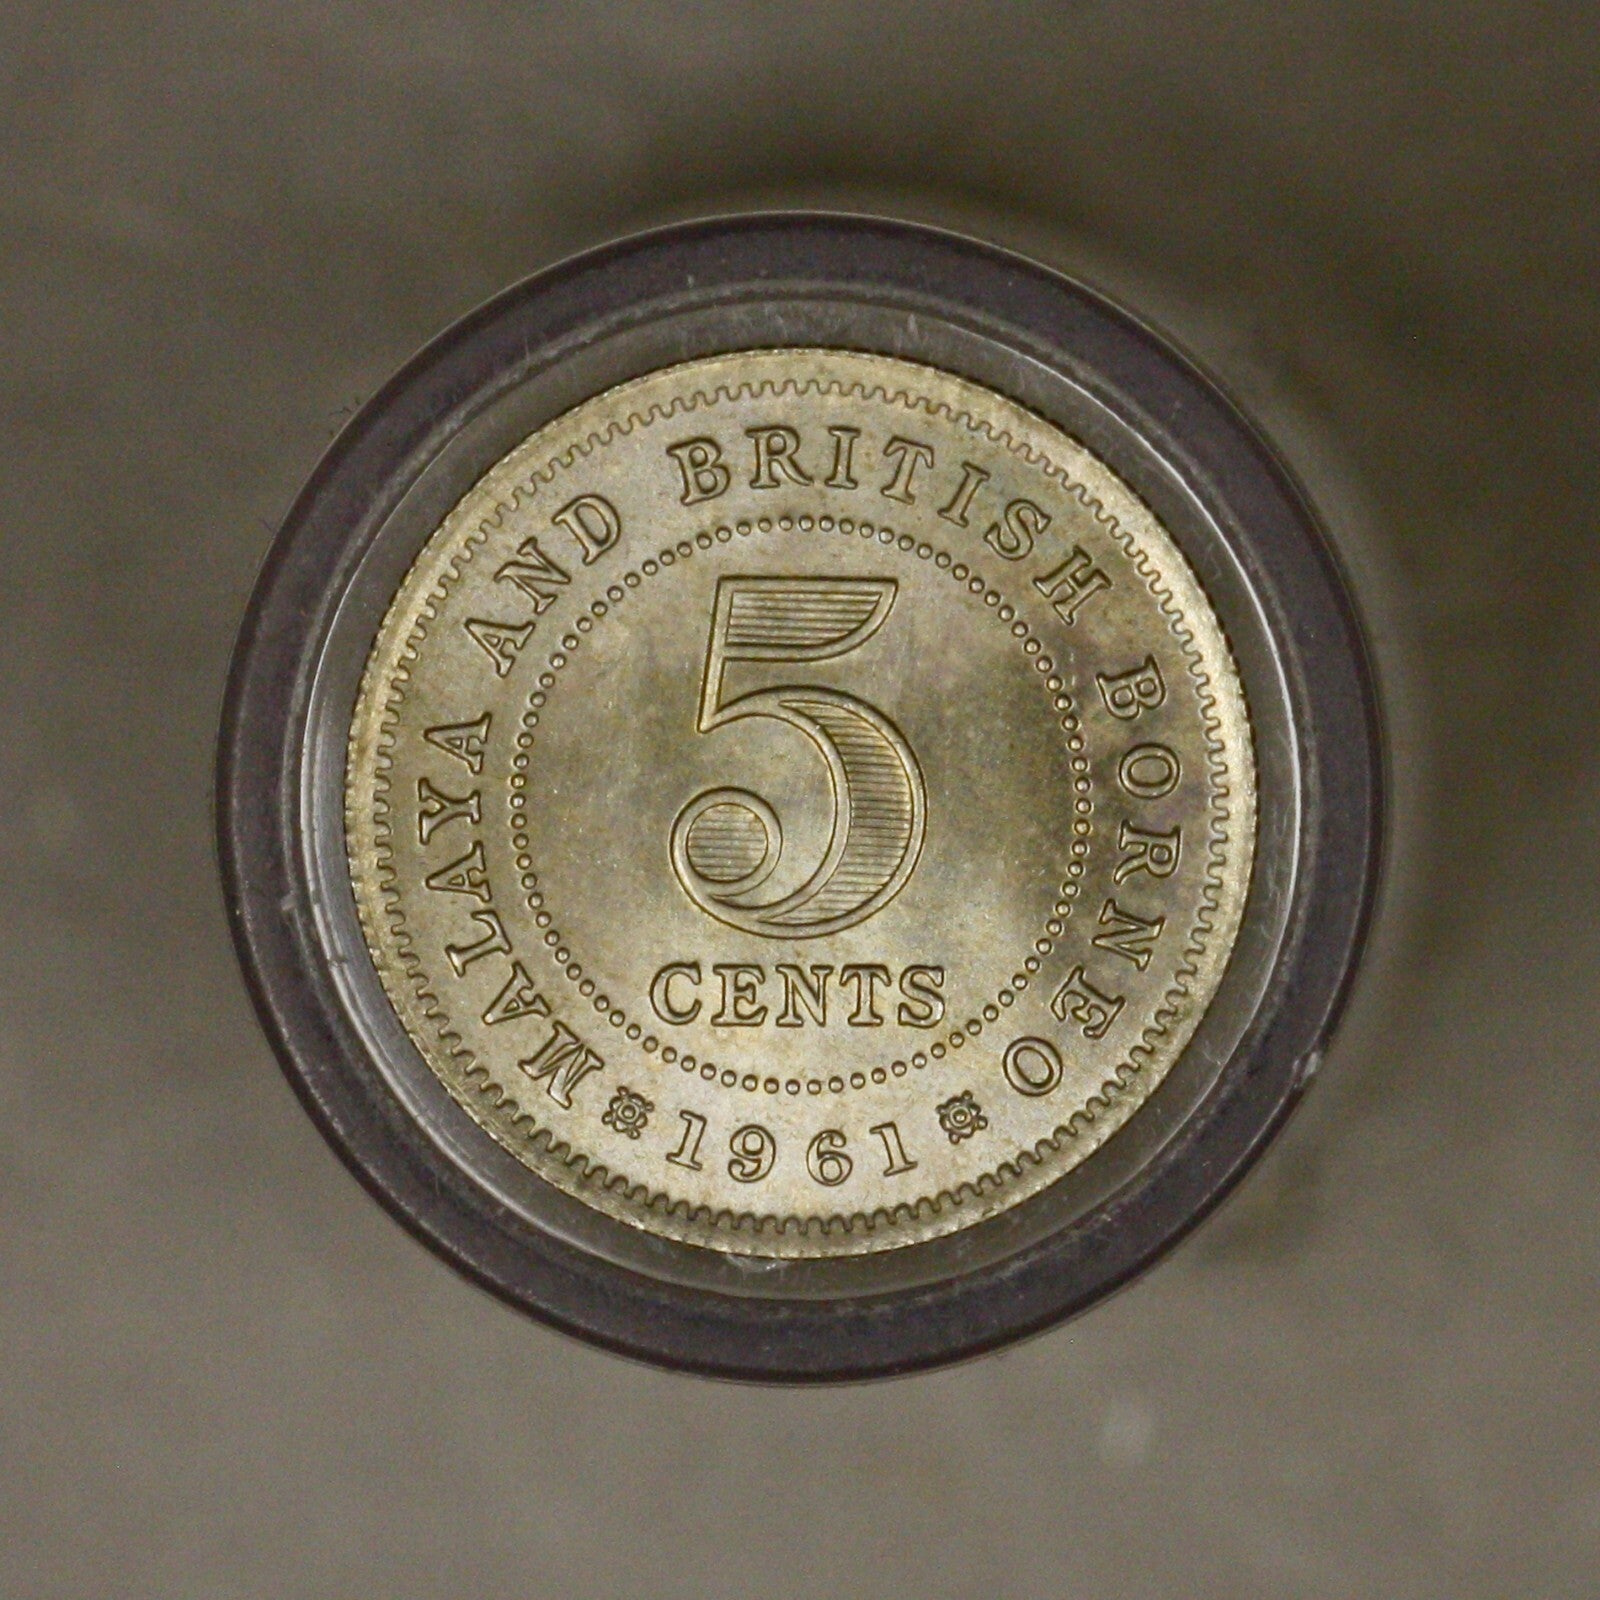 MALAYA AND BRITISH BORNEO
5
CENTS
1961